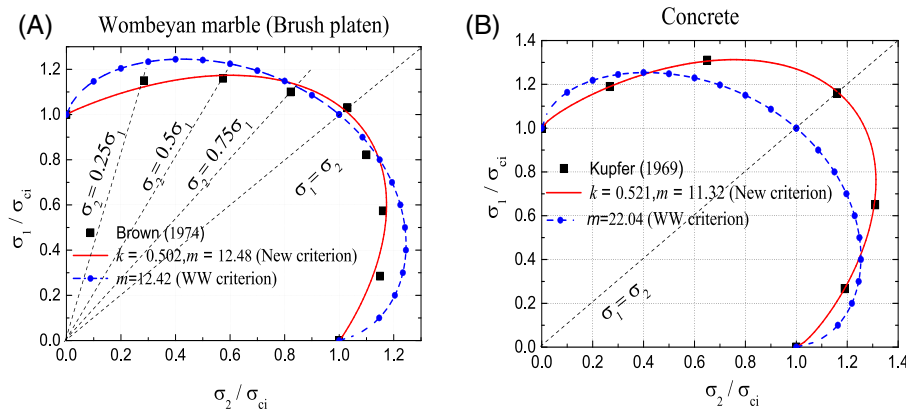 (A)
Wombeyan marble (Brush platen)
σ1 / σci
1.2
1.0
0.8
0.6
0.4
0.2
0.0
σ2 = 0.25σ1
σ2 = 0.5σ1
σ2 = 0.75σ1
σ1 = σ2
Brown (1974)
k = 0.502,m = 12.48 (New criterion)
m=12.42 (WW criterion)
0.0 0.2 0.4 0.6 0.8 1.0 1.2
σ2 / σci
(B)
Concrete
σ1 / σci
1.4
1.2
1.0
0.8
0.6
0.4
0.2
0.0
Kupfer (1969)
k = 0.521,m = 11.32 (New criterion)
m=22.04 (WW criterion)
σ1 = σ2
0.0 0.2 0.4 0.6 0.8 1.0 1.2 1.4
σ2 / σci